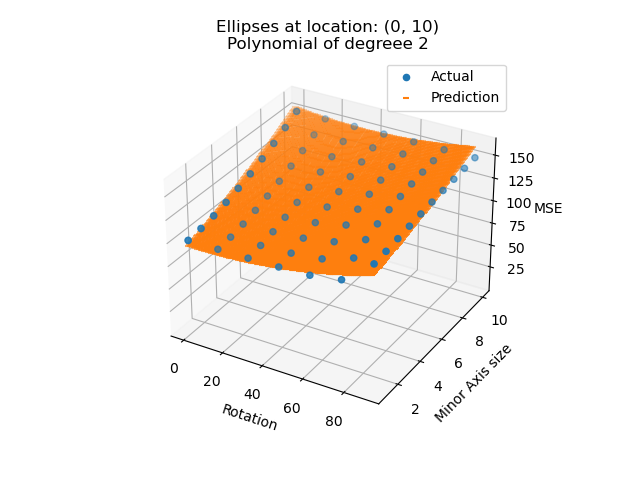 Ellipses at location: (0, 10)
Polynomial of degreee 2
Actual
Prediction
150
125
100
75
50
25
MSE
10
8
6
4
2
Minor Axis size
0
20
40
60
80
Rotation